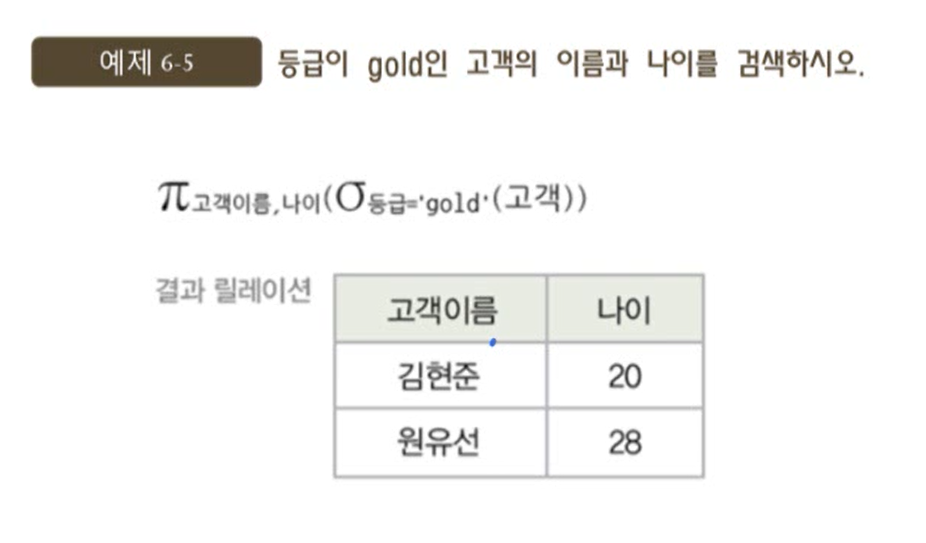 예제 6-5 등급이 gold인 고객의 이름과 나이를 검색하시오.
π고객이름,나이(σ등급='gold'(고객))
결과 릴레이션
고객이름 나이
김현준 20
원유선 28